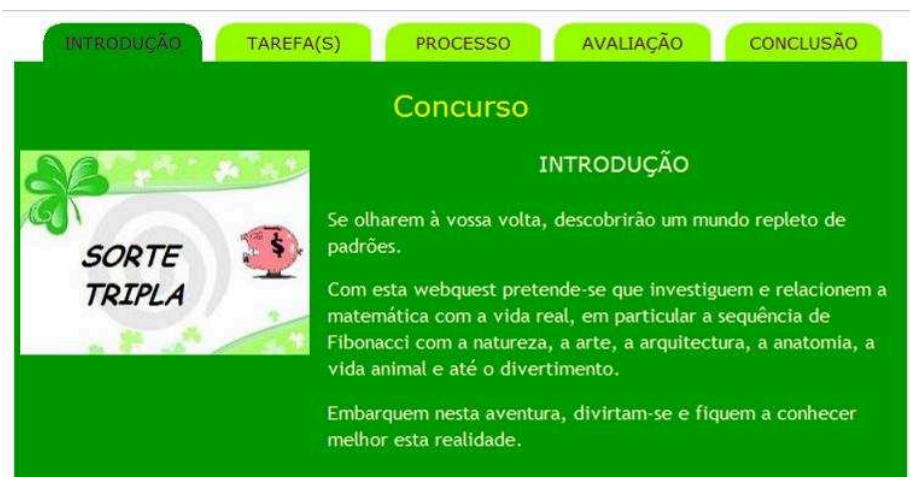 INTRODUÇÃO TAREFA(S) PROCESSO AVALIAÇÃO CONCLUSÃO
Concurso
SORTE
TRIPLA
$
INTRODUÇÃO
Se olharem à vossa volta, descobrirão um mundo repleto de
padrões.
Com esta webquest pretende-se que investiguem e relacionem a
matemática com a vida real, em particular a sequência de
Fibonacci com a natureza, a arte, a arquitectura, a anatomia, a
vida animal e até o divertimento.
Embarquem nesta aventura, divirtam-se e fiquem a conhecer
melhor esta realidade.